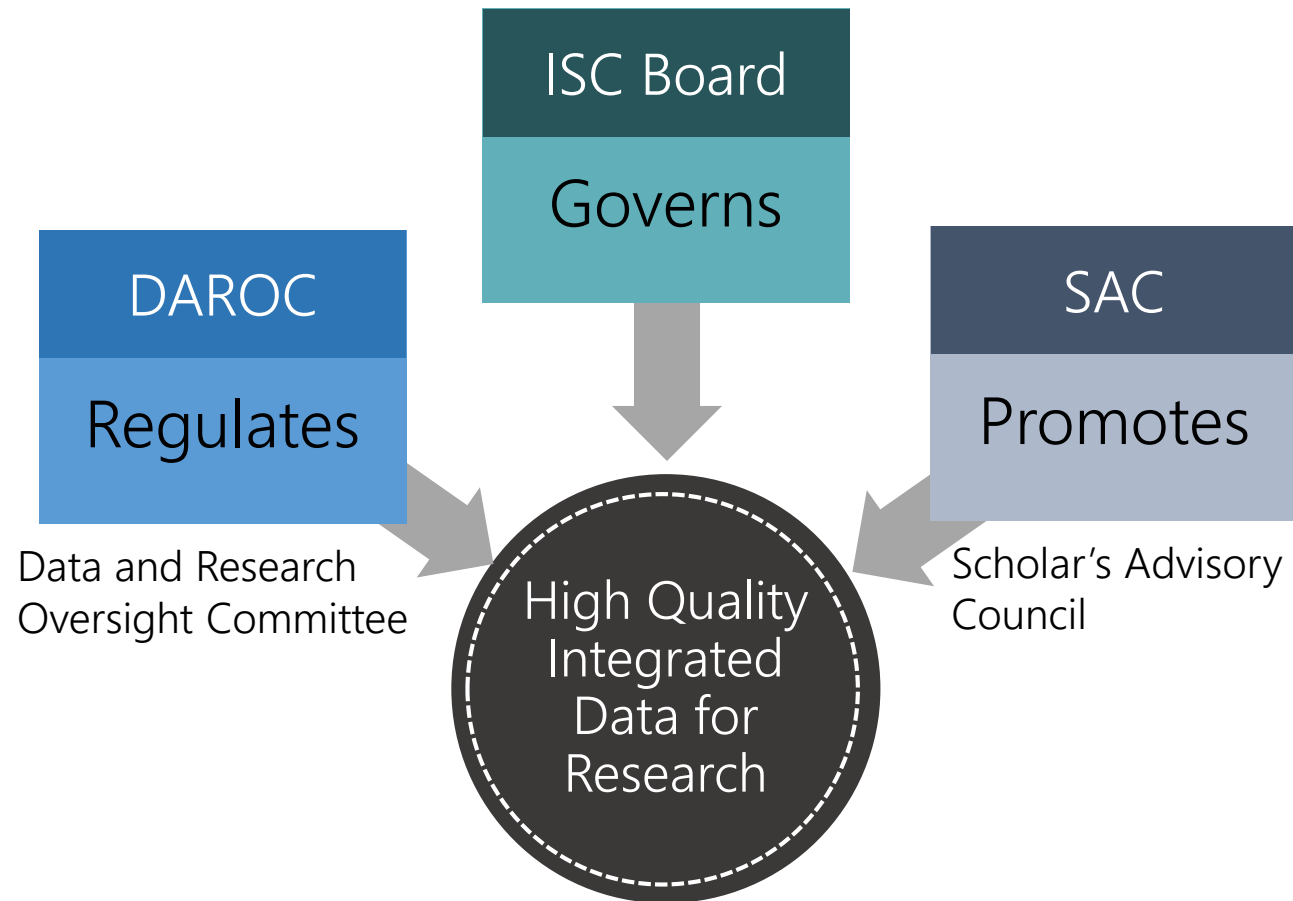 ISC Board
Governs
DAROC
Regulates
Data and Research
Oversight Committee
SAC
Promotes
Scholar’s Advisory
Council
High Quality
Integrated
Data for
Research